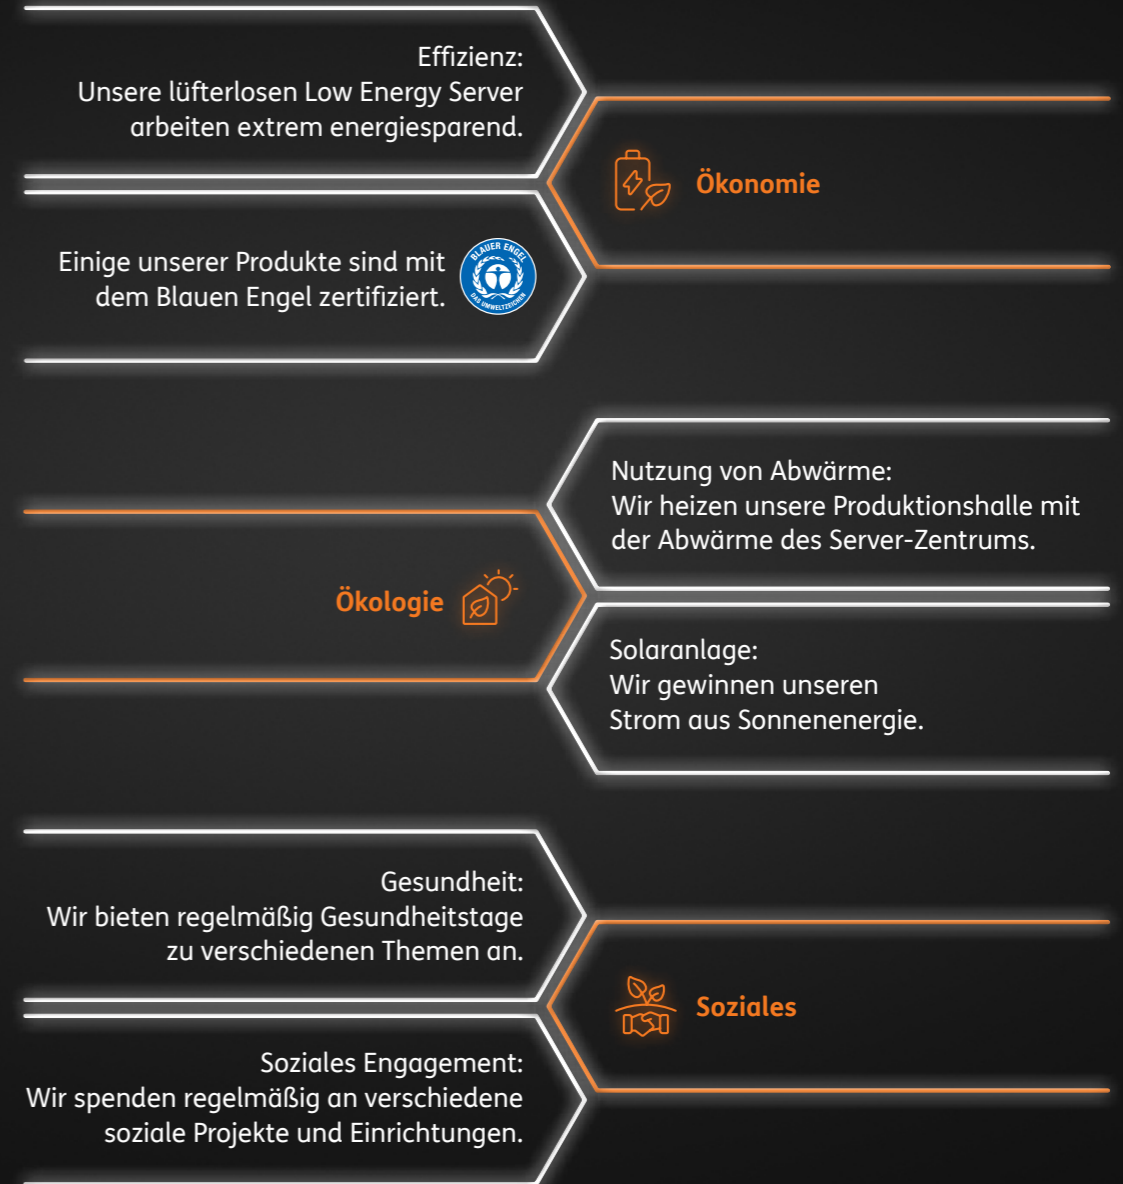 Effizienz:
Unsere lüfterlosen Low Energy Server
arbeiten extrem energiesparend.
Ökonomie
Einige unserer Produkte sind mit
dem Blauen Engel zertifiziert.
BLAUER ENGEL
DAS UMWELTZEICHEN
Nutzung von Abwärme:
Wir heizen unsere Produktionshalle mit
der Abwärme des Server-Zentrums.
Ökologie
Solaranlage:
Wir gewinnen unseren
Strom aus Sonnenenergie.
Gesundheit:
Wir bieten regelmäßig Gesundheitstage
zu verschiedenen Themen an.
Soziales
Soziales Engagement:
Wir spenden regelmäßig an verschiedene
soziale Projekte und Einrichtungen.